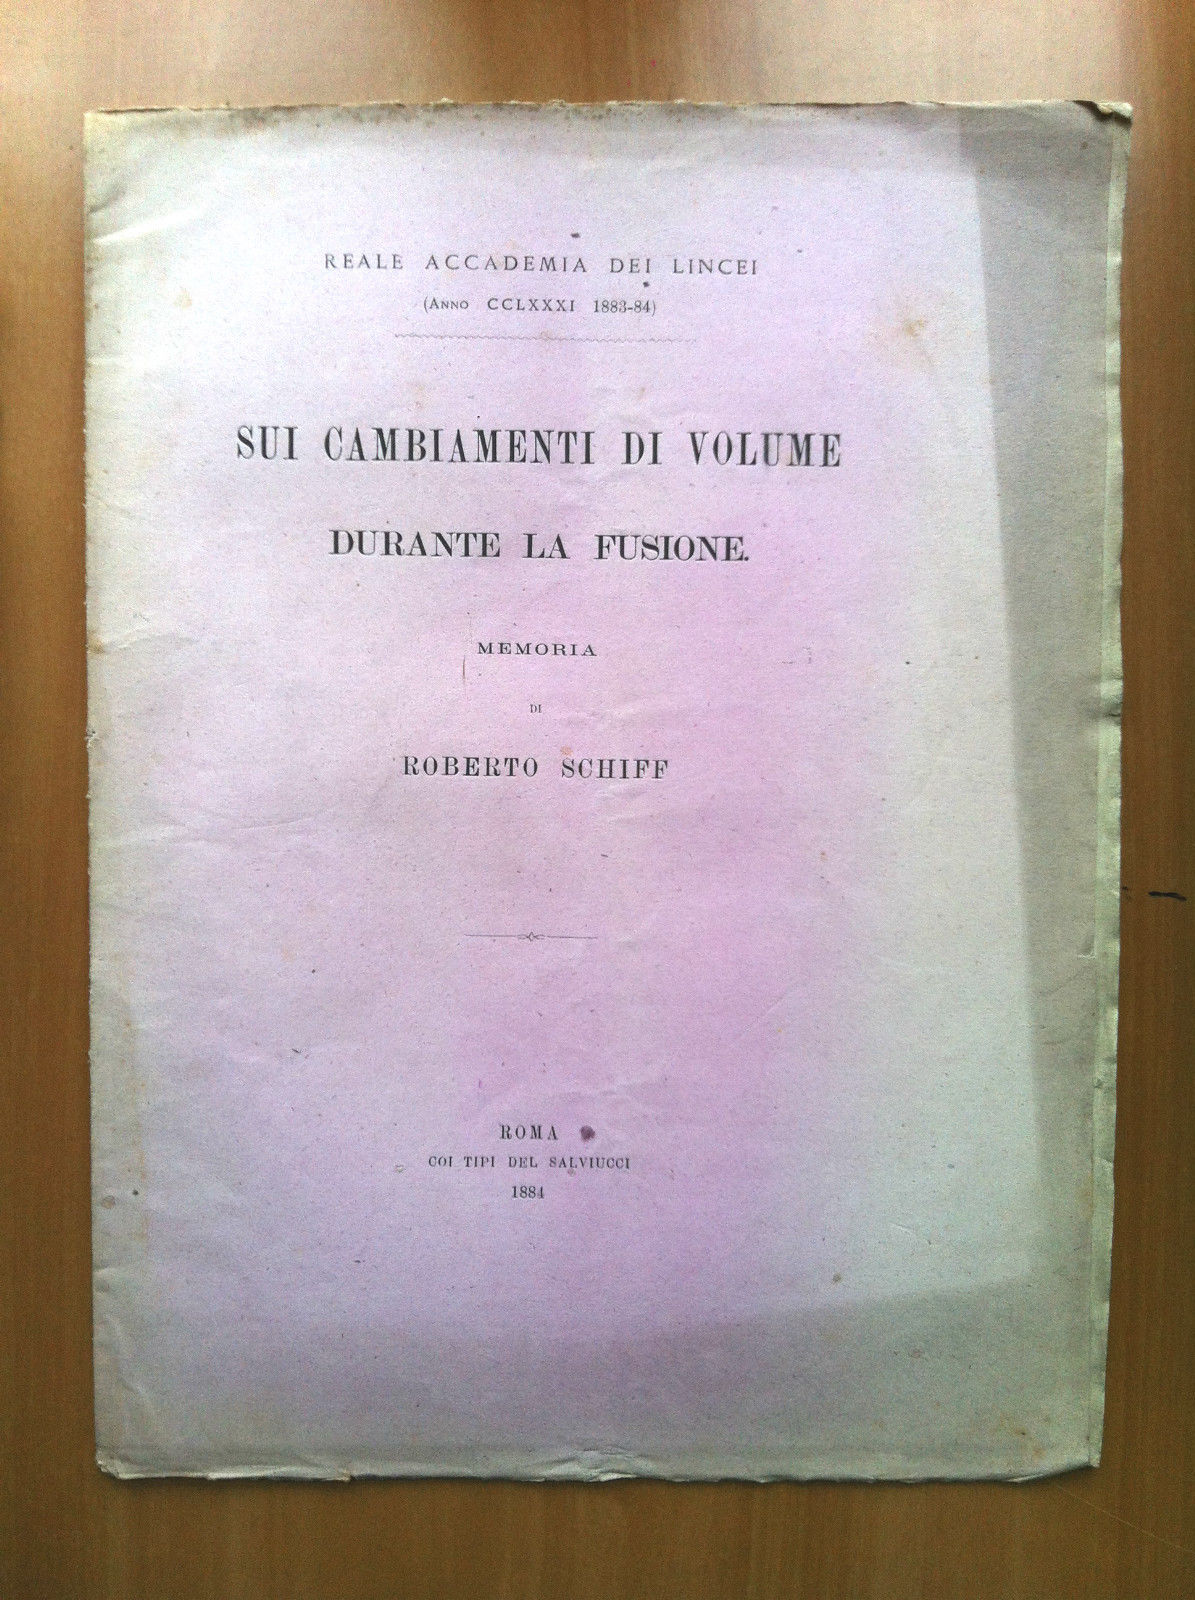 REALE ACCADEMIA DEI LINCEI
(ANNO CCLXXXI 1883-84)
SUI CAMBIAMENTI DI VOLUME
DURANTE LA FUSIONE.
MEMORIA
DI
ROBERTO SCHIFF
ROMA
COI TIPI DEL SALVIUCCI
1884